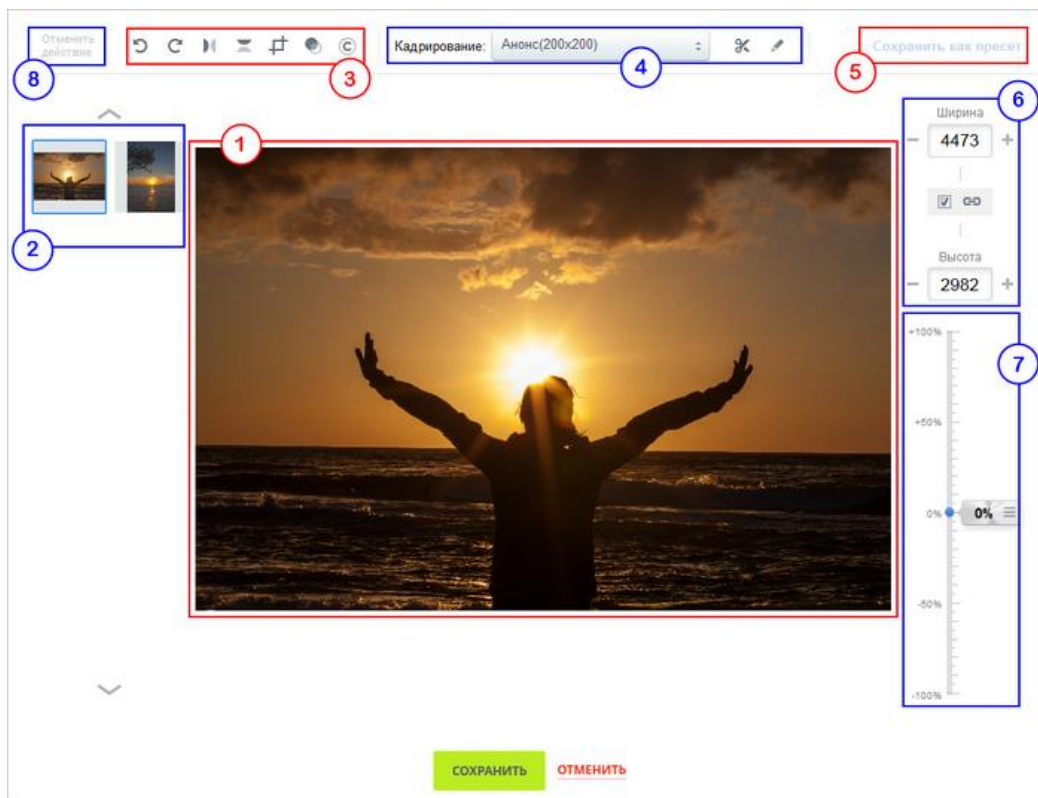 Отменить
действие
8
3
Кадрирование: Анонс(200x200)
4
Сохранить как пресет
5
6
Ширина
− 4473 +
Высота
− 2982 +
1
2
7
+100%
+50%
0% 0%
-50%
-100%
СОХРАНИТЬ ОТМЕНИТЬ